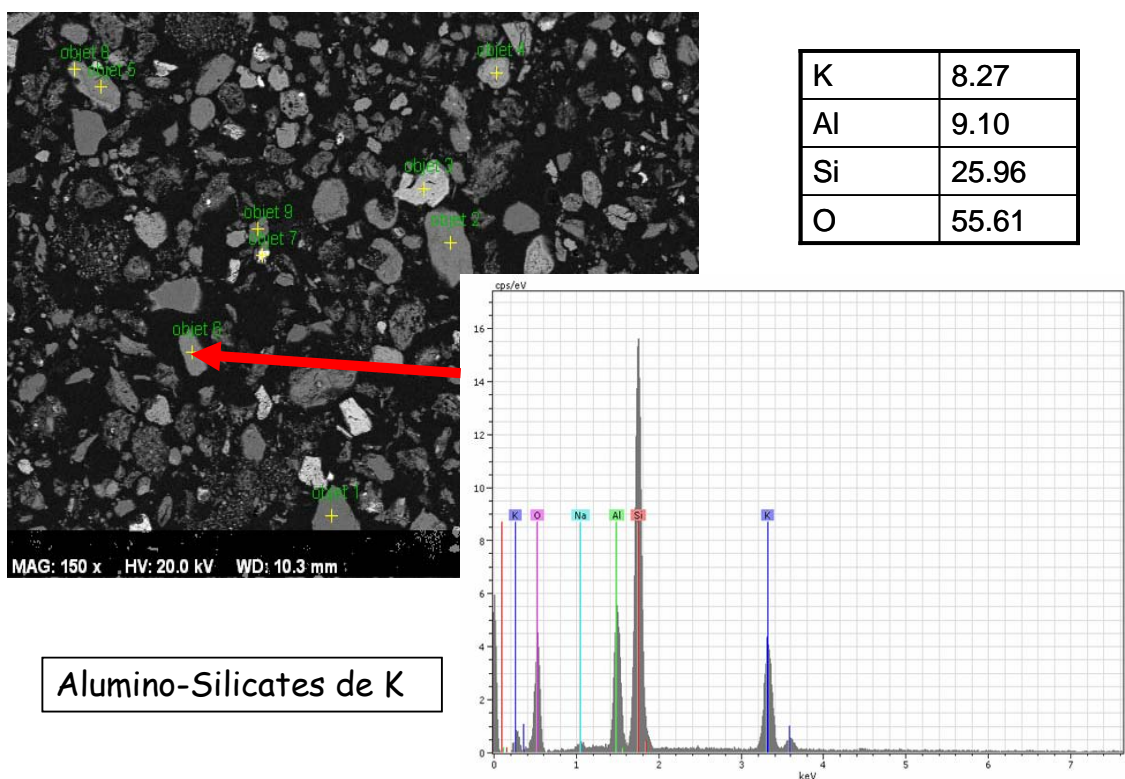 objet
objet 5
objet 4
objet 3
objet 9
objet 2
objet 7
objet
objet 1
MAG: 150 x HV: 20.0 kV WD: 10.3 mm
K 8.27
Al 9.10
Si 25.96
O 55.61
cps/eV
16
14
12
10
8
6
4
2
0
K O Na Al Si K
0 1 2 3 4 5 6 7
keV
Alumino-Silicates de K